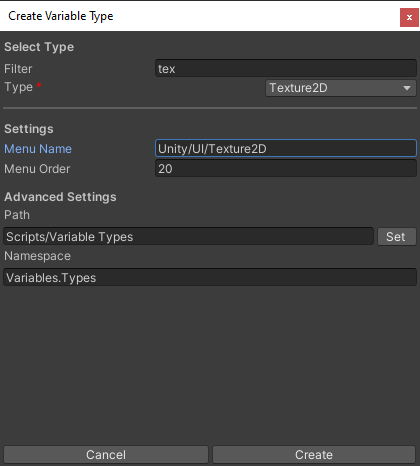 Create Variable Type
x
Select Type
Filter tex
Type * Texture2D
Settings
Menu Name Unity/UI/Texture2D
Menu Order 20
Advanced Settings
Path
Scripts/Variable Types Set
Namespace
Variables.Types
Cancel Create